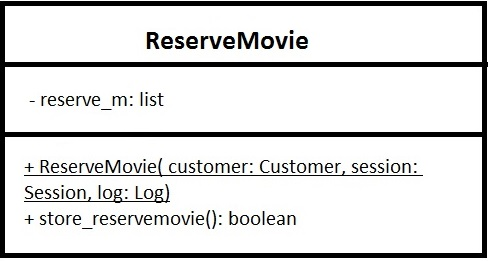 ReserveMovie
- reserve_m: list
+ ReserveMovie( customer: Customer, session:
Session, log: Log)
+ store_reservemovie(): boolean